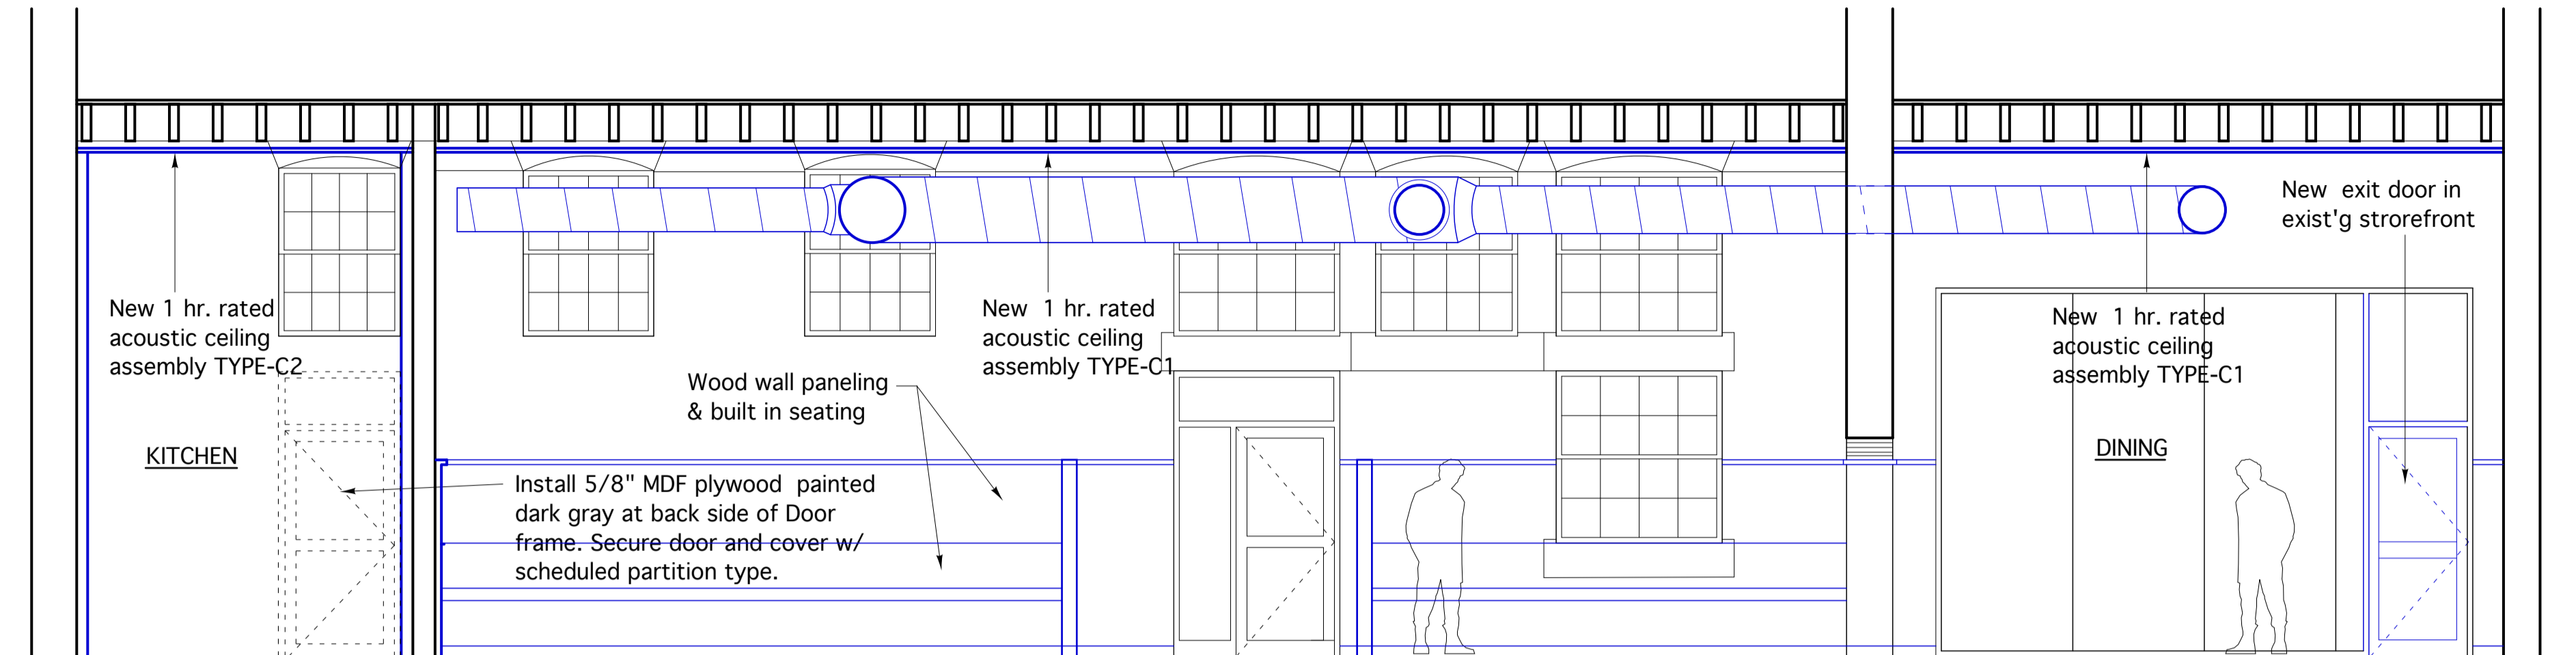 New exit door in
exist'g strorefront
New 1 hr. rated
acoustic ceiling
assembly TYPE-C2
New 1 hr. rated
acoustic ceiling
assembly TYPE-C1
New 1 hr. rated
acoustic ceiling
assembly TYPE-C1
Wood wall paneling
& built in seating
KITCHEN
DINING
Install 5/8" MDF plywood painted
dark gray at back side of Door
frame. Secure door and cover w/
scheduled partition type.